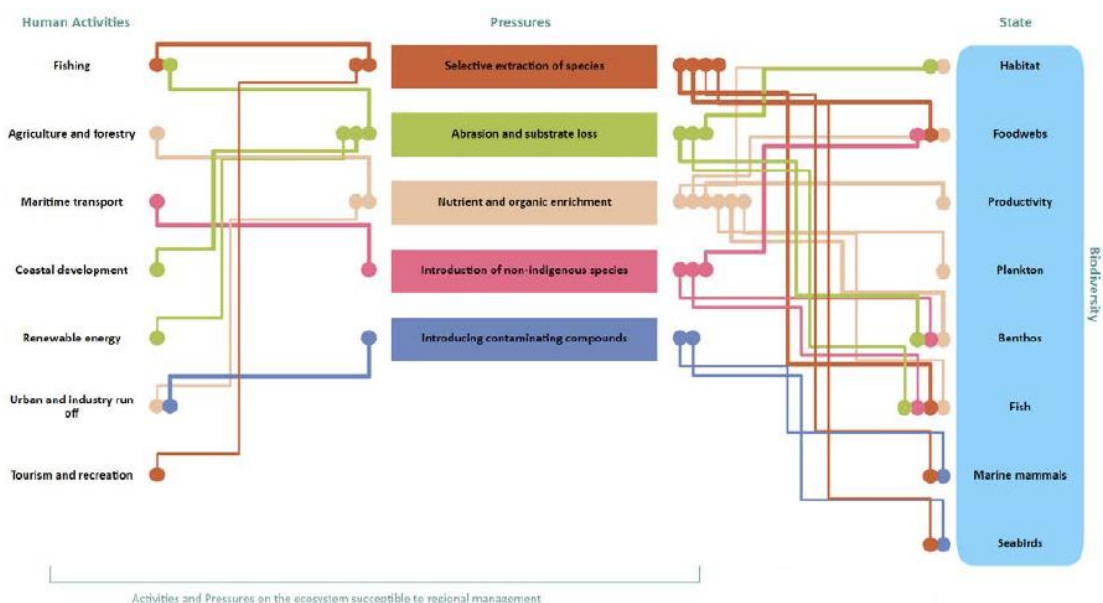 Human Activities
Pressures
State
Fishing
Selective extraction of species
Habitat
Agriculture and forestry
Abrasion and substrate loss
Foodwebs
Maritime transport
Nutrient and organic enrichment
Productivity
Coastal development
Introduction of non-indigenous species
Plankton
Biodiversity
Renewable energy
Introducing contaminating compounds
Benthos
Urban and industry run
off
Fish
Tourism and recreation
Marine mammals
Seabirds
Activities and Pressures on the ecosystem susceptible to regional management